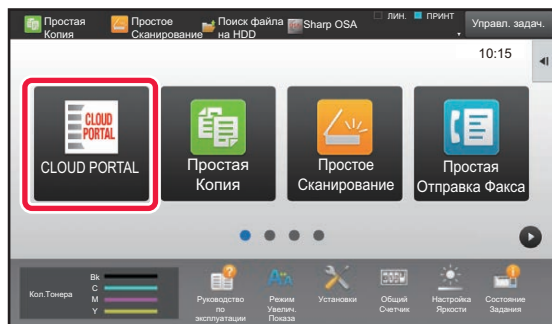 Простая
Копия
Простое
Сканирование
Поиск файла
на HDD
Sharp OSA
ЛИН.
ПРИНТ
Управл. задач.
10:15
CLOUD
PORTAL
CLOUD PORTAL
Простая
Копия
Простое
Сканирование
Простая
Отправка Факса
Кол.Тонера
Bk
C
M
Y
Руководство
по
эксплуатации
Режим
Увелич.
Показа
Установки
Общий
Счетчик
Настройка
Яркости
Состояние
Задания